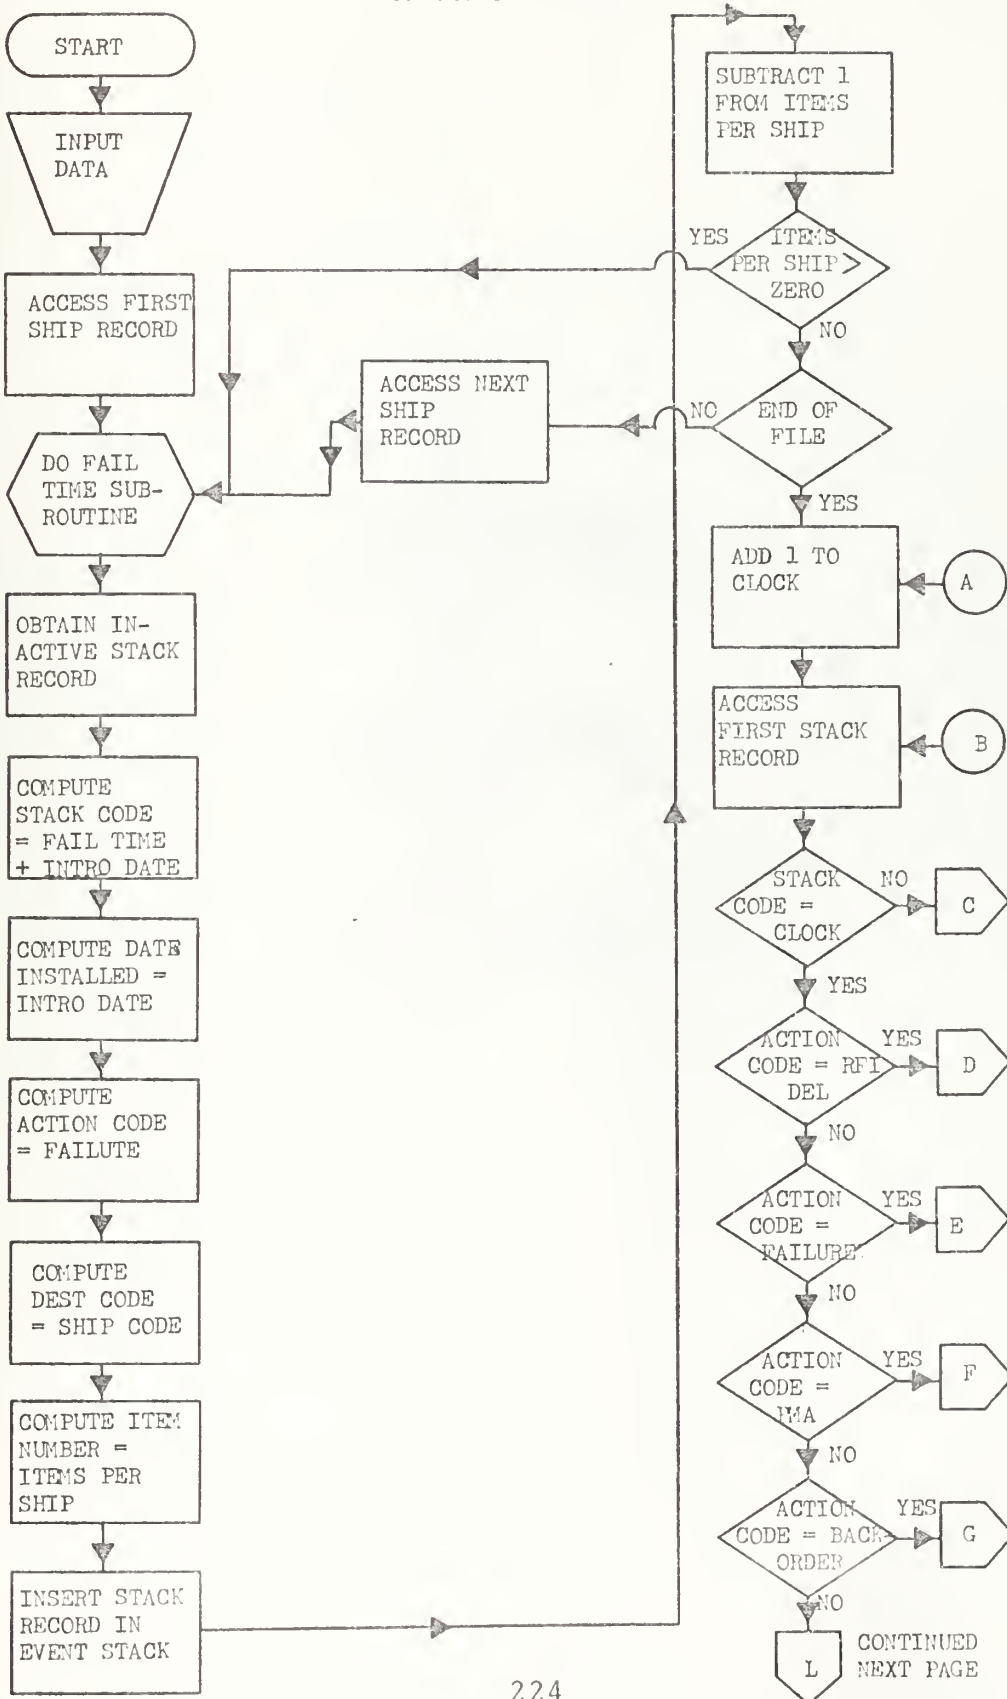 START
INPUT
DATA
ACCESS FIRST
SHIP RECORD
DO FAIL
TIME SUB-
ROUTINE
OBTAIN IN-
ACTIVE STACK
RECORD
COMPUTE
STACK CODE
= FAIL TIME
+ INTRO DATE
COMPUTE DATE
INSTALLED =
INTRO DATE
COMPUTE
ACTION CODE
= FAILUTE
COMPUTE
DEST CODE
= SHIP CODE
COMPUTE ITEM
NUMBER =
ITEMS PER
SHIP
INSERT STACK
RECORD IN
EVENT STACK
SUBTRACT 1
FROM ITEMS
PER SHIP
YES
ITEMS
PER SHIP >
ZERO
NO
ACCESS NEXT
SHIP
RECORD
NO
END OF
FILE
YES
ADD 1 TO
CLOCK
A
ACCESS
FIRST STACK
RECORD
B
STACK
CODE =
CLOCK
NO
C
YES
ACTION
CODE = RFI
DEL
YES
D
NO
ACTION
CODE =
FAILURE
YES
E
NO
ACTION
CODE =
YES
F
NO
ACTION
CODE = BACK-
ORDER
YES
G
NO
L
CONTINUED
NEXT PAGE
224